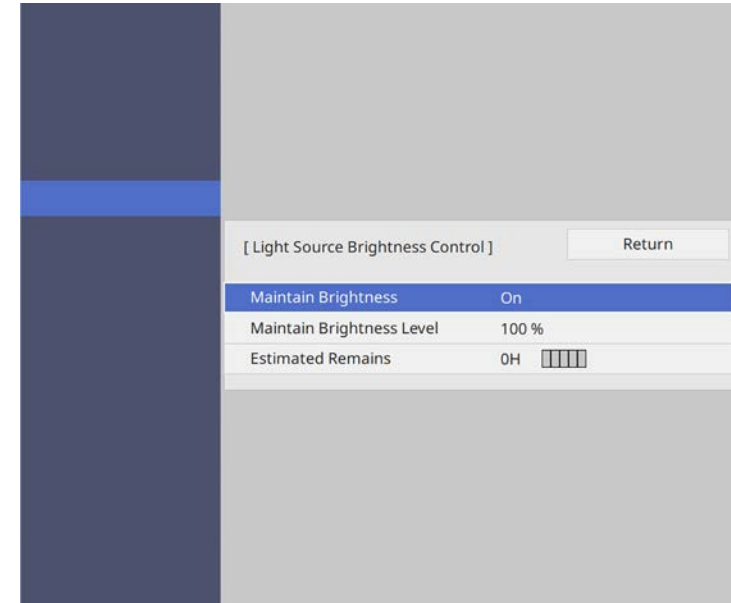 [ Light Source Brightness Control ] Return
Maintain Brightness On
Maintain Brightness Level 100 %
Estimated Remains 0H